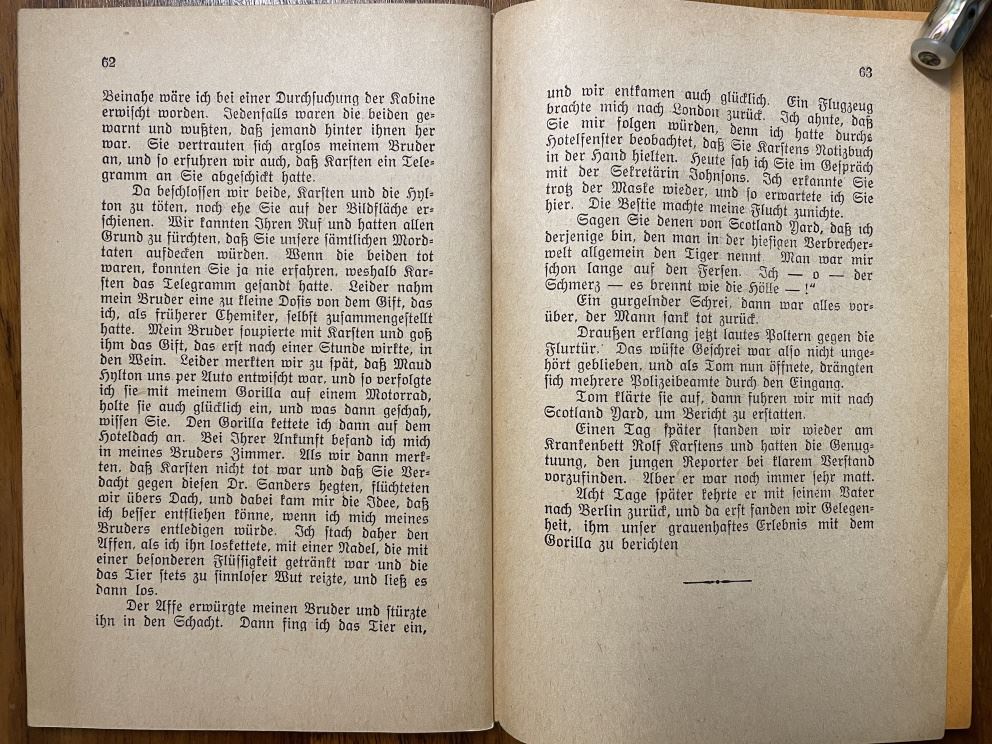 62
Beinahe wäre ich bei einer Durchsuchung der Kabine
erwischt worden. Jedenfalls waren die beiden ge-
warnt und wußten, daß jemand hinter ihnen her
war. Sie vertrauten sich arglos meinem Bruder
an, und so erfuhren wir auch, daß Karsten ein Tele-
gramm an Sie abgeschickt hatte.
Da beschlossen wir beide, Karsten und die Hyl-
ton zu töten, noch ehe Sie auf der Bildfläche er-
schienen. Wir kannten Ihren Ruf und hatten allen
Grund zu fürchten, daß Sie unsere sämtlichen Mord-
taten aufdecken würden. Wenn die beiden tot
waren, konnten Sie ja nie erfahren, weshalb Kar-
sten das Telegramm gesandt hatte. Leider nahm
mein Bruder eine zu kleine Dosis von dem Gift, das
ich, als früherer Chemiker, selbst zusammengestellt
hatte. Mein Bruder soupierte mit Karsten und goß
ihm das Gift, das erst nach einer Stunde wirkte, in
den Wein. Leider merkten wir zu spät, daß Maud
Hylton uns per Auto entwischt war, und so verfolgte
ich sie mit meinem Gorilla auf einem Motorrad,
holte sie auch glücklich ein, und was dann geschah,
wissen Sie. Den Gorilla kettete ich dann auf dem
Hoteldach an. Bei Ihrer Ankunft befand ich mich
in meines Bruders Zimmer. Als wir dann merk-
ten, daß Karsten nicht tot war und daß Sie Ver-
dacht gegen diesen Dr. Sanders hegten, flüchteten
wir übers Dach, und dabei kam mir die Idee, daß
ich besser entfliehen könne, wenn ich mich meines
Bruders entledigen würde. Ich stach daher den
Affen, als ich ihn loskettete, mit einer Nadel, die mit
einer besonderen Flüssigkeit getränkt war und die
das Tier stets zu sinnloser Wut reizte, und ließ es
dann los.
Der Affe erwürgte meinen Bruder und stürzte
ihn in den Schacht. Dann fing ich das Tier ein,
63
und wir entkamen auch glücklich. Ein Flugzeug
brachte mich nach London zurück. Ich ahnte, daß
Sie mir folgen würden, denn ich hatte durchs
Hotelfenster beobachtet, daß Sie Karstens Notizbuch
in der Hand hielten. Heute sah ich Sie im Gespräch
mit der Sekretärin Johnsons. Ich erkannte Sie
trotz der Maske wieder, und so erwartete ich Sie
hier. Die Bestie machte meine Flucht zunichte.
Sagen Sie denen von Scotland Yard, daß ich
derjenige bin, den man in der hiesigen Verbrecher-
welt allgemein den Tiger nennt. Man war mir
schon lange auf den Fersen. Ich — o — der
Schmerz — es brennt wie die Hölle — !“
Ein gurgelnder Schrei, dann war alles vor-
über, der Mann sank tot zurück.
Draußen erklang jetzt lautes Poltern gegen die
Flurtür. Das wüste Geschrei war also nicht unge-
hört geblieben, und als Tom nun öffnete, drängten
sich mehrere Polizeibeamte durch den Eingang.
Tom klärte sie auf, dann fuhren wir mit nach
Scotland Yard, um Bericht zu erstatten.
Einen Tag später standen wir wieder am
Krankenbett Rolf Karstens und hatten die Genug-
tuung, den jungen Reporter bei klarem Verstand
vorzufinden. Aber er war noch immer sehr matt.
Acht Tage später kehrte er mit seinem Vater
nach Berlin zurück, und da erst fanden wir Gelegen-
heit, ihm unser grauenhaftes Erlebnis mit dem
Gorilla zu berichten